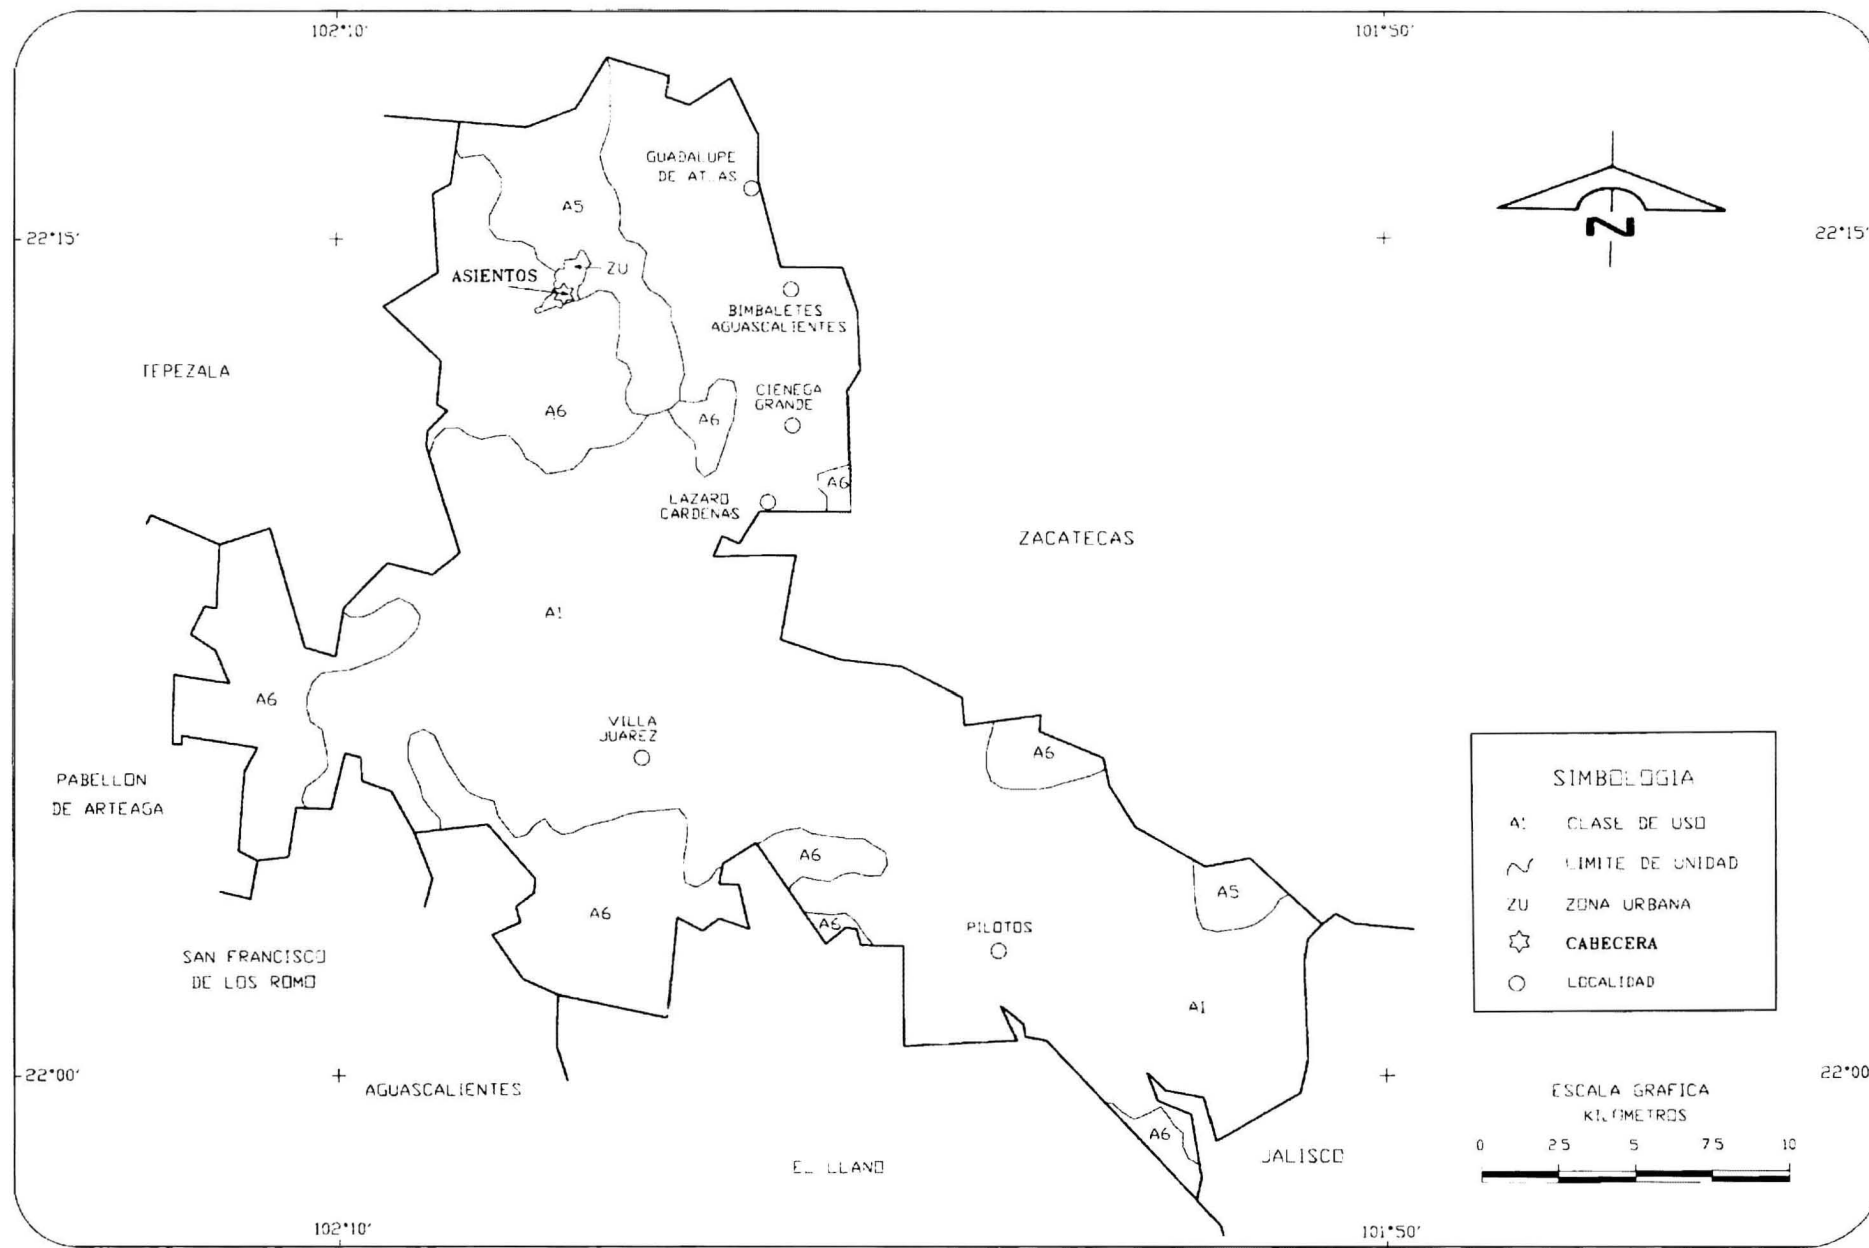 102°10'
101°50'
GUADALUPE
DE ATLAS
A5
22°15'
22°15'
N
ZU
ASIENTOS
BIMBALETES
AGUASCALIENTES
TEPEZALA
CIENEGA
GRANDE
A6
A6
A6
LAZARO
CARDENAS
ZACATECAS
A1
A6
VILLA
JUAREZ
A6
PABELLON
DE ARTEAGA
SIMBOLOGIA
A1 CLASE DE USO
LIMITE DE UNIDAD
ZU ZONA URBANA
CABECERA
LOCALIDAD
A6
A5
A6
A6
PILOTOS
SAN FRANCISCO
DE LOS ROMO
A1
22°00'
22°00
AGUASCALIENTES
ESCALA GRAFICA
KILOMETROS
0 2.5 5 7.5 10
A6
EL LLANO
JALISCO
102°10'
101°50'